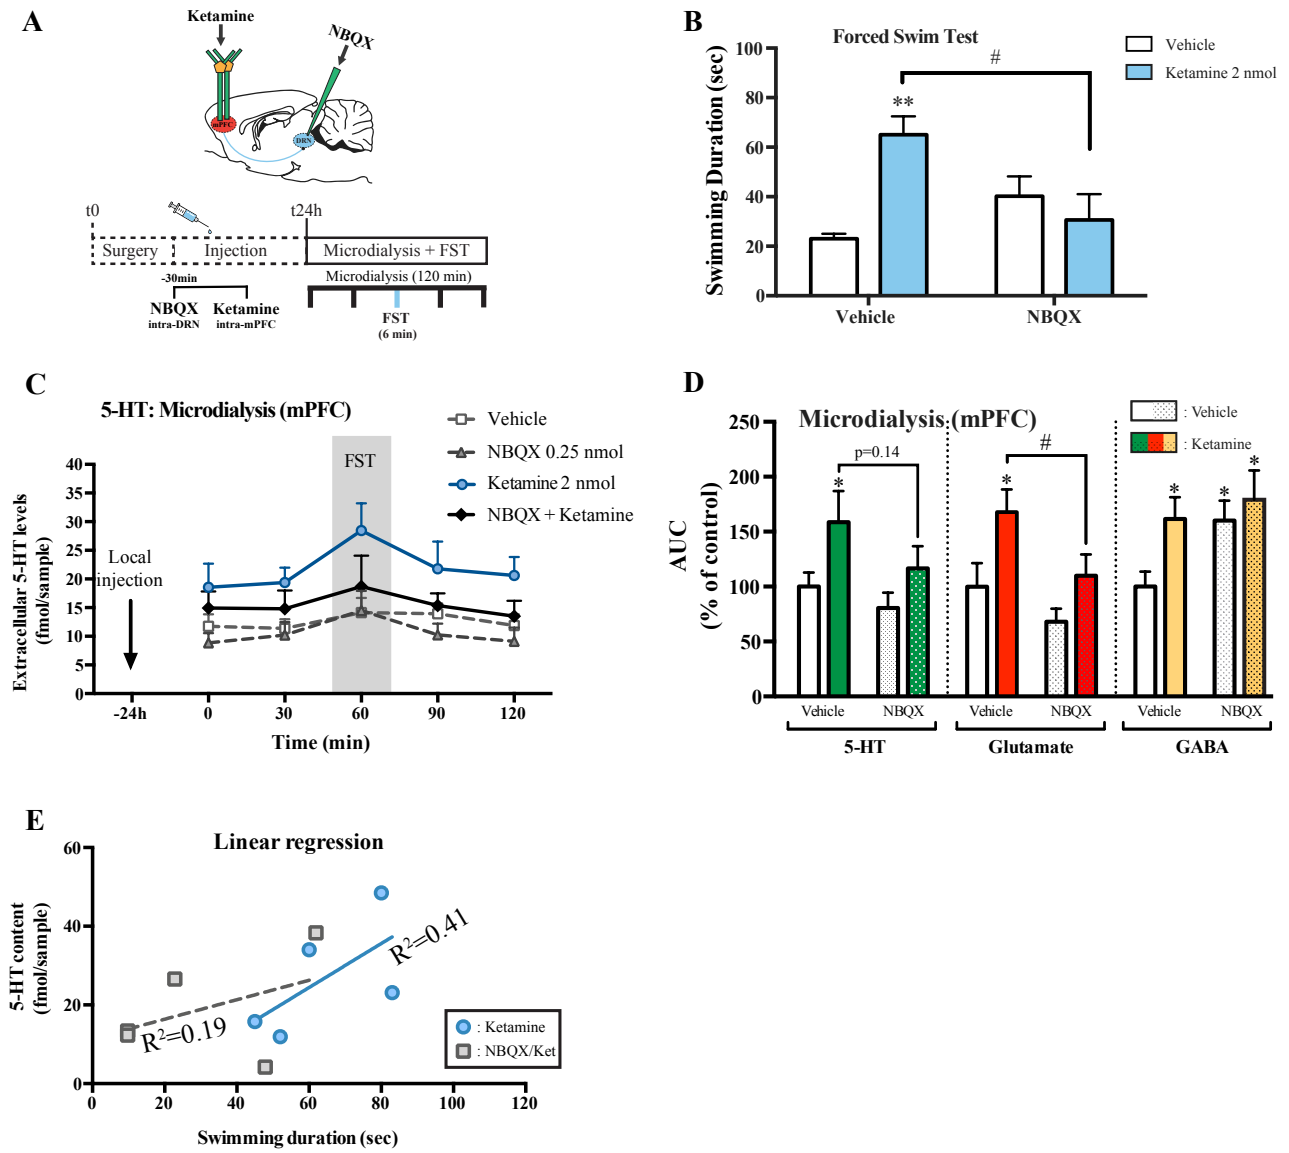 A
Ketamine
NBQX
mPFC
DRN
t0
t24h
Surgery
Injection
Microdialysis + FST
-30min
Microdialysis (120 min)
NBQX
intra-DRN
Ketamine
intra-mPFC
FST
(6 min)
B
Forced Swim Test
Vehicle
Ketamine 2 nmol
#
**
Swimming Duration (sec)
100
80
60
40
20
0
Vehicle
NBQX
C
5-HT: Microdialysis (mPFC)
Vehicle
NBQX 0.25 nmol
Ketamine 2 nmol
NBQX + Ketamine
FST
Local
injection
Extracellular 5-HT levels
(fmol/sample)
40
35
30
25
20
15
10
5
0
-24h
0
30
60
90
120
Time (min)
D
Microdialysis (mPFC)
: Vehicle
: Ketamine
p=0.14
#
*
*
*
*
*
AUC
(% of control)
250
200
150
100
50
0
Vehicle
NBQX
Vehicle
NBQX
Vehicle
NBQX
5-HT
Glutamate
GABA
E
Linear regression
5-HT content
(fmol/sample)
60
40
20
0
R²=0.41
R²=0.19
: Ketamine
: NBQX/Ket
0
20
40
60
80
100
120
Swimming duration (sec)